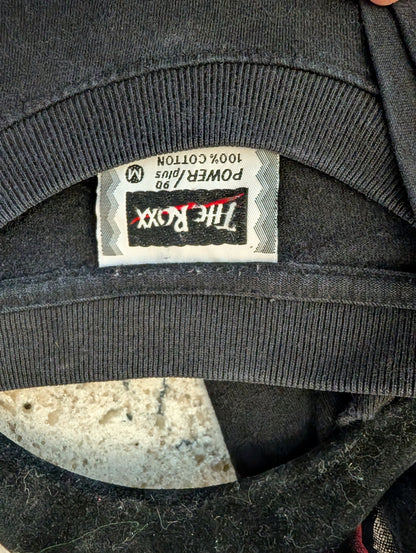 THE ROXX
POWER/plus
90
100% COTTON
M